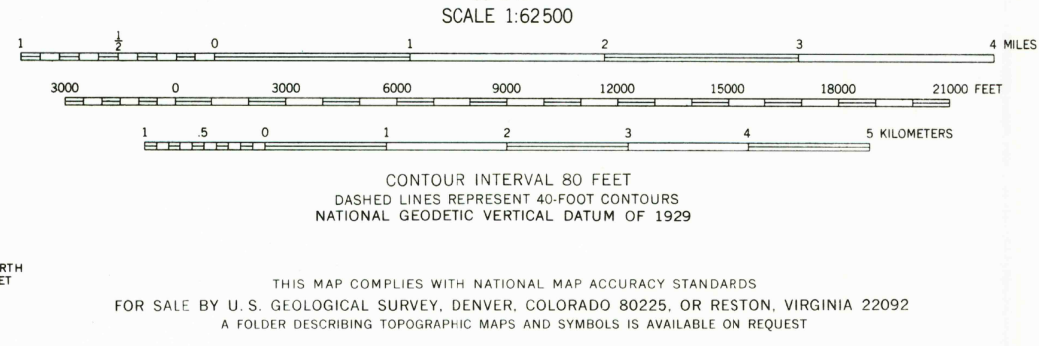 SCALE 1:62500
1 ½ 0 1 2 3 4 MILES
3000 0 3000 6000 9000 12000 15000 18000 21000 FEET
1 .5 0 1 2 3 4 5 KILOMETERS
CONTOUR INTERVAL 80 FEET
DASHED LINES REPRESENT 40-FOOT CONTOURS
NATIONAL GEODETIC VERTICAL DATUM OF 1929
RTH
ET
THIS MAP COMPLIES WITH NATIONAL MAP ACCURACY STANDARDS
FOR SALE BY U. S. GEOLOGICAL SURVEY, DENVER, COLORADO 80225, OR RESTON, VIRGINIA 22092
A FOLDER DESCRIBING TOPOGRAPHIC MAPS AND SYMBOLS IS AVAILABLE ON REQUEST